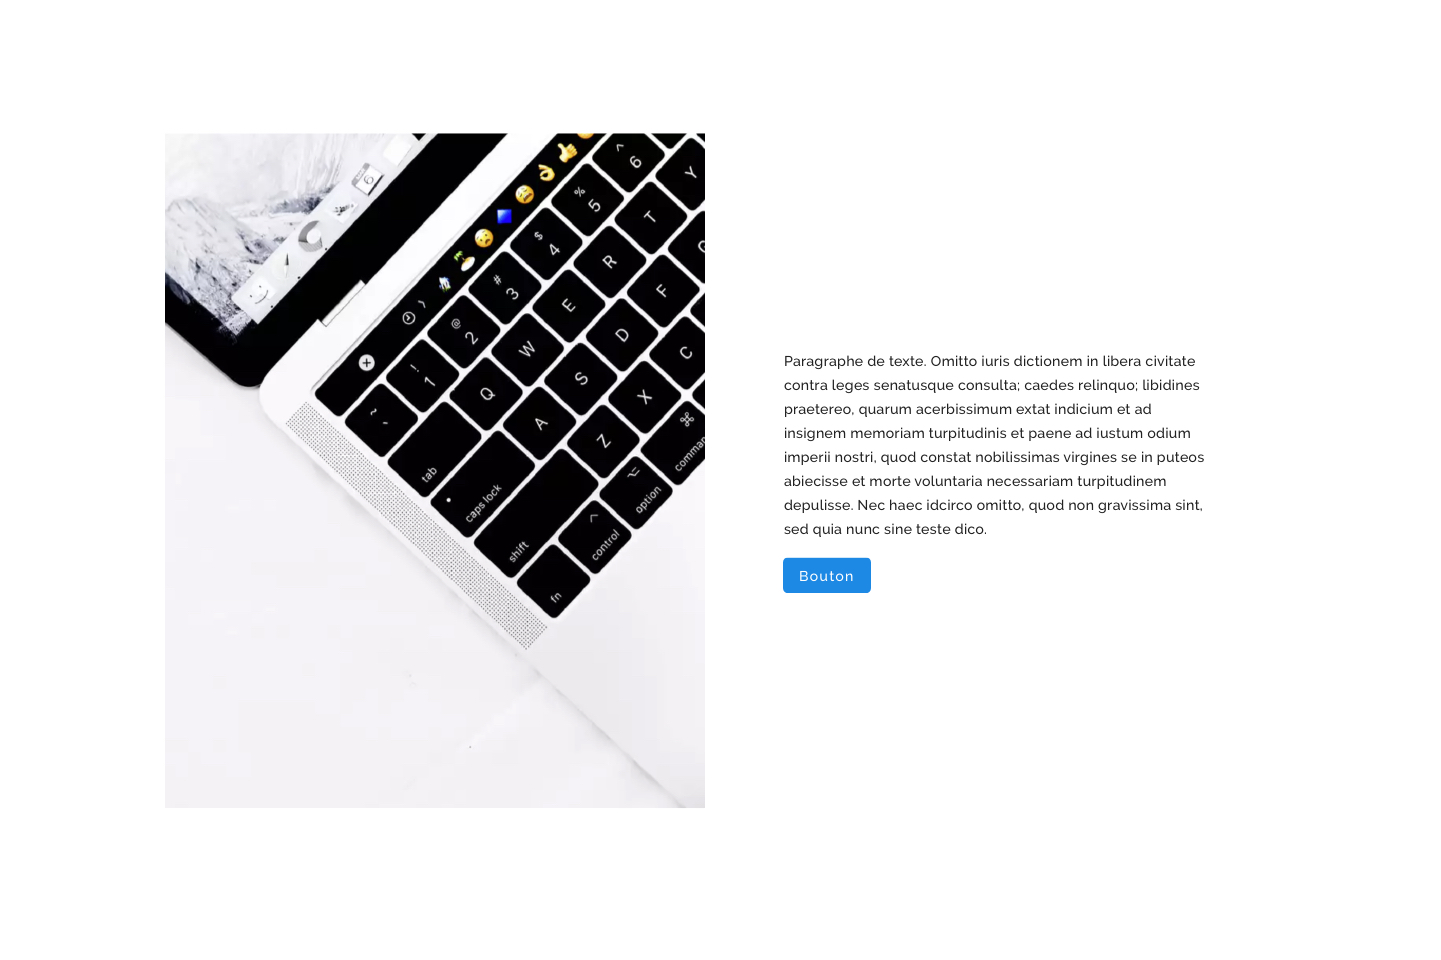 6
^
6
Y
%
5
T
$
4
R
F
#
3
E
D
C
@
2
W
S
X
!
1
Q
A
Z
⌘
~
tab
caps lock
⌥
option
shift
^
control
fn
Paragraphe de texte. Omitto iuris dictionem in libera civitate
contra leges senatusque consulta; caedes relinquo; libidines
praetereo, quarum acerbissimum extat indicium et ad
insignem memoriam turpitudinis et paene ad iustum odium
imperii nostri, quod constat nobilissimas virgines se in puteos
abiecisse et morte voluntaria necessariam turpitudinem
depulisse. Nec haec idcirco omitto, quod non gravissima sint,
sed quia nunc sine teste dico.
Bouton